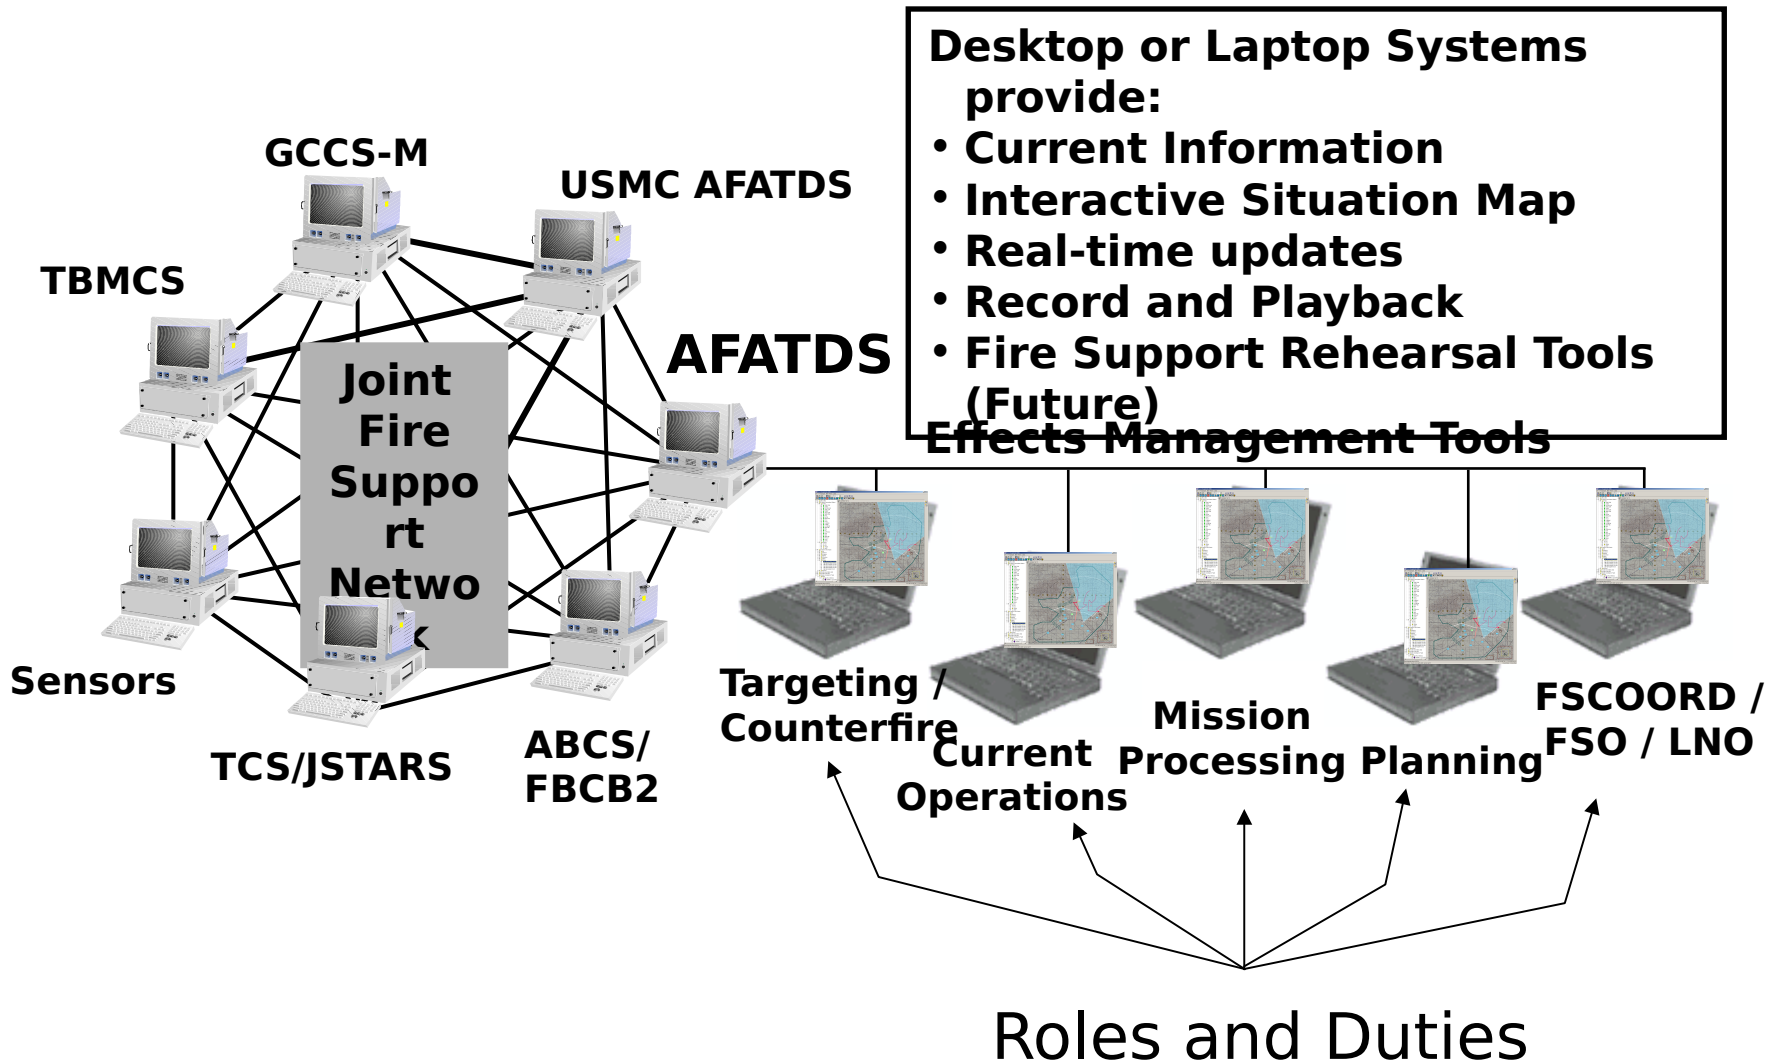 Desktop or Laptop Systems
provide:
• Current Information
• Interactive Situation Map
• Real-time updates
• Record and Playback
• Fire Support Rehearsal Tools
(Future)
Effects Management Tools
GCCS-M
USMC AFATDS
TBMCS
AFATDS
Joint
Fire
Suppo
rt
Netwo
rk
Sensors
TCS/JSTARS
ABCS/
FBCB2
Targeting /
Counterfire
Current
Operations
Mission
Processing
Planning
FSCOORD /
FSO / LNO
Roles and Duties